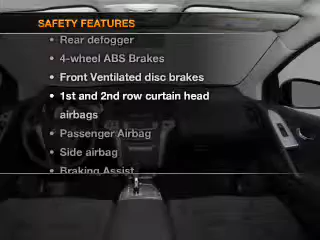 SAFETY FEATURES
• Rear defogger
• 4-wheel ABS Brakes
• Front Ventilated disc brakes
• 1st and 2nd row curtain head
airbags
• Passenger Airbag
• Side airbag
• Braking Assist